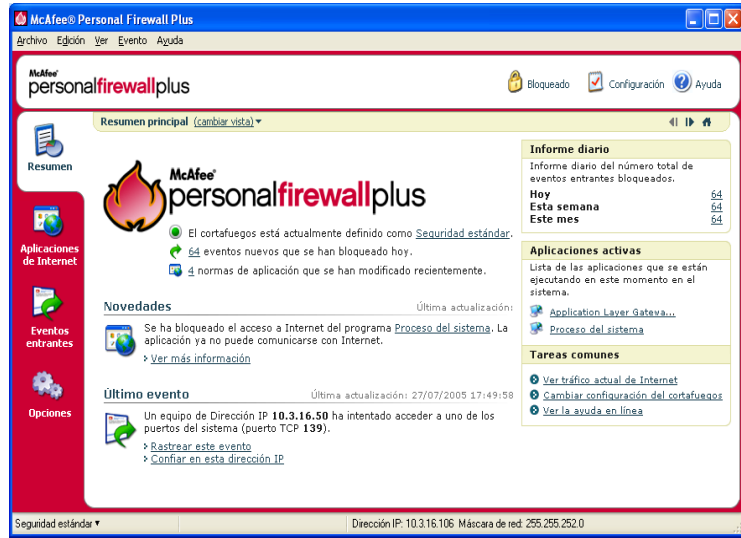 McAfee® Personal Firewall Plus
Archivo Edición Ver Evento Ayuda
McAfee®
personalfirewallplus
Bloqueado Configuración Ayuda
Resumen
Aplicaciones
de Internet
Eventos
entrantes
Opciones
Resumen principal (cambiar vista)
McAfee®
personalfirewallplus
El cortafuegos está actualmente definido como Seguridad estándar.
64 eventos nuevos que se han bloqueado hoy.
4 normas de aplicación que se han modificado recientemente.
Novedades Última actualización:
Se ha bloqueado el acceso a Internet del programa Proceso del sistema. La
aplicación ya no puede comunicarse con Internet.
Ver más información
Último evento Última actualización: 27/07/2005 17:49:58
Un equipo de Dirección IP 10.3.16.50 ha intentado acceder a uno de los
puertos del sistema (puerto TCP 139).
Rastrear este evento
Confiar en esta dirección IP
Informe diario
Informe diario del número total de
eventos entrantes bloqueados.
Hoy 64
Esta semana 64
Este mes 64
Aplicaciones activas
Lista de las aplicaciones que se están
ejecutando en este momento en el
sistema.
Application Layer Gatewa...
Proceso del sistema
Tareas comunes
Ver tráfico actual de Internet
Cambiar configuración del cortafuegos
Ver la ayuda en línea
Seguridad estándar
Dirección IP: 10.3.16.106 Máscara de red: 255.255.252.0